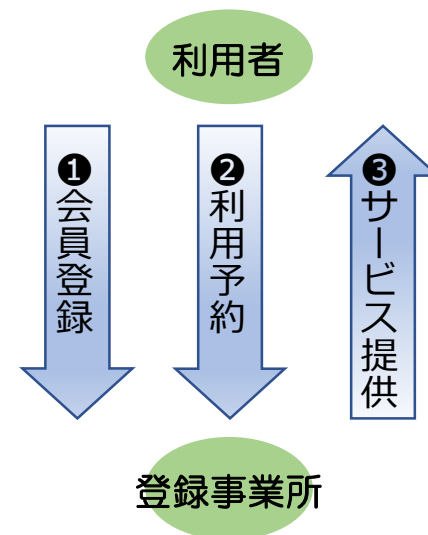 利用者
❶会員登録
❷利用予約
❸サービス提供
登録事業所